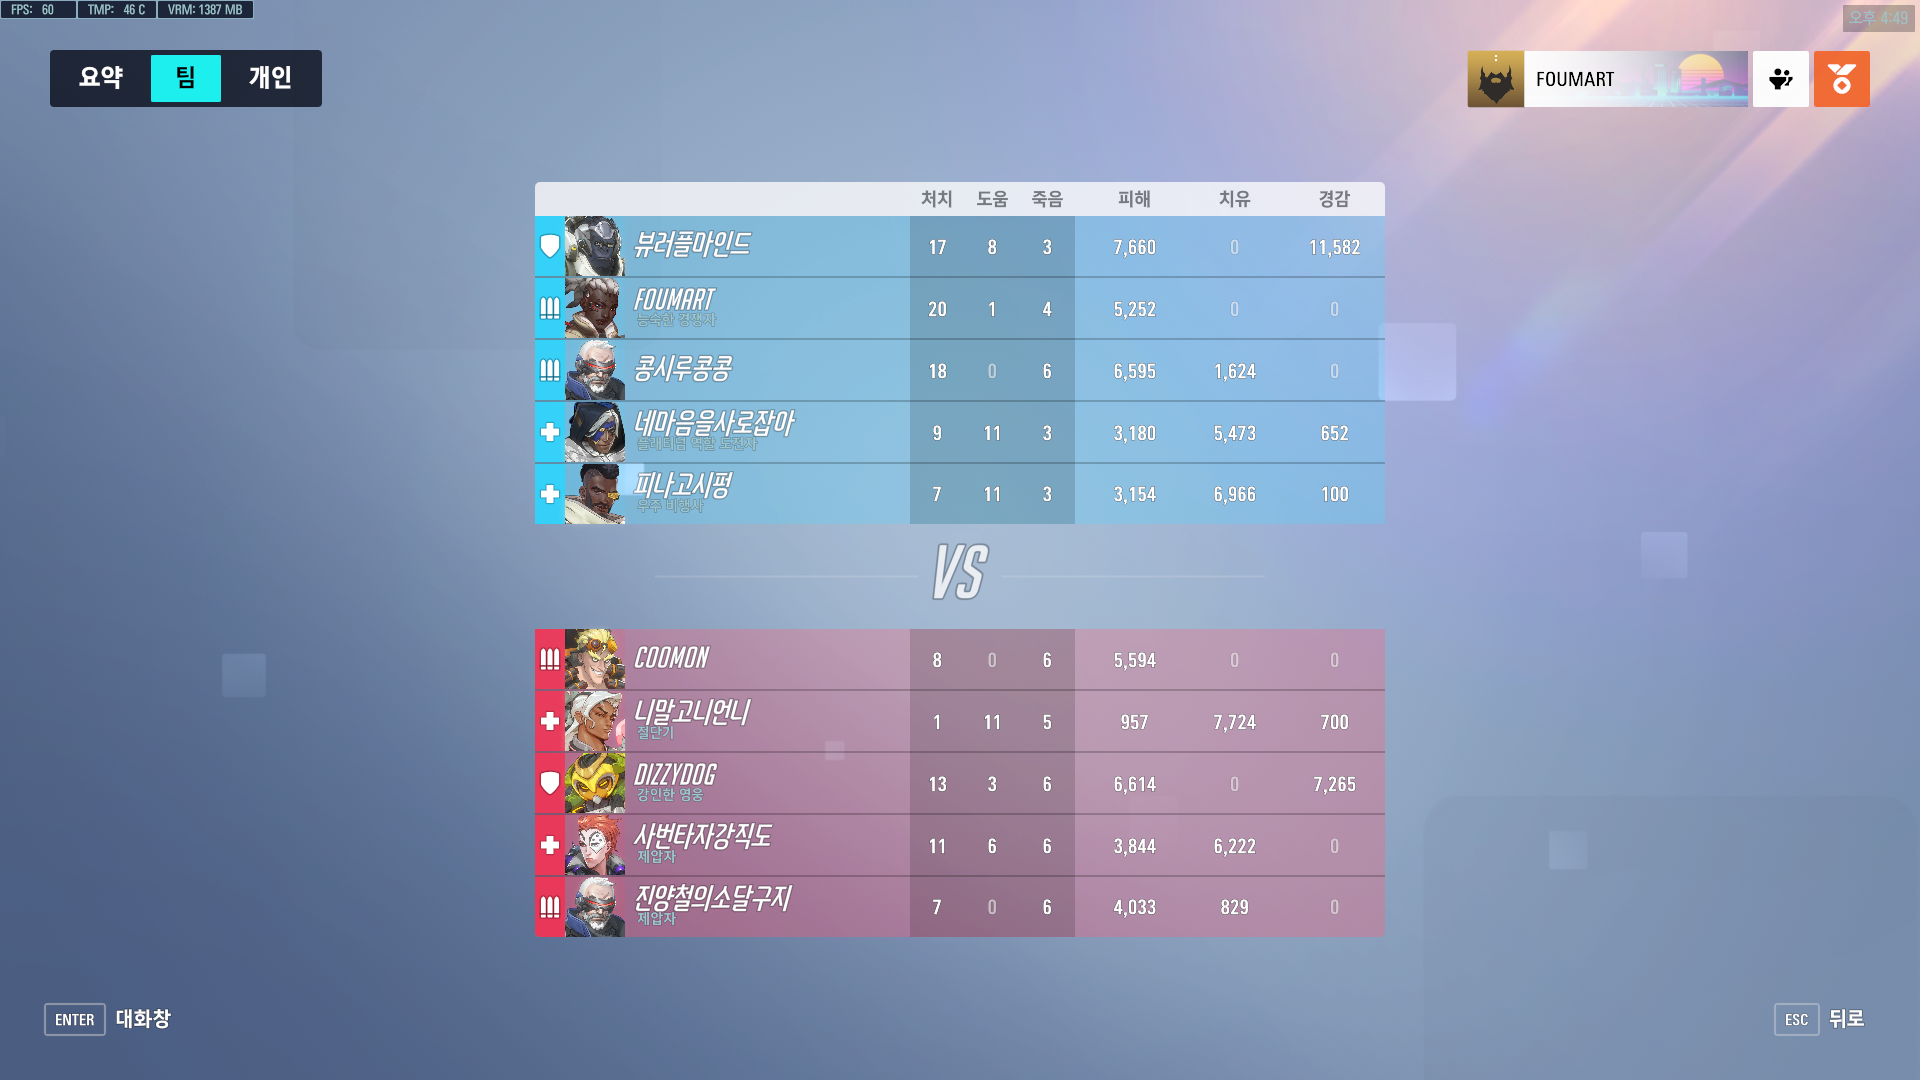 FPS: 60 TMP: 46 C VRM: 1387 MB
오후 4:49
요약 팀 개인
FOUMART
처치 도움 죽음 피해 치유 경감
뷰러플마인드 17 8 3 7,660 0 11,582
FOUMART 20 1 4 5,252 0 0
능숙한 경쟁자
콩시루콩콩 18 0 6 6,595 1,624 0
네마음을사로잡아 9 11 3 3,180 5,473 652
플래티넘 역할 도전자
피나고시펑 7 11 3 3,154 6,966 100
우주 비행사
VS
COOMON 8 0 6 5,594 0 0
니말고니언니 1 11 5 957 7,724 700
절단기
DIZZYDOG 13 3 6 6,614 0 7,265
강인한 영웅
사번타자강직도 11 6 6 3,844 6,222 0
제압자
진양철의소달구지 7 0 6 4,033 829 0
제압자
ENTER 대화창
ESC 뒤로